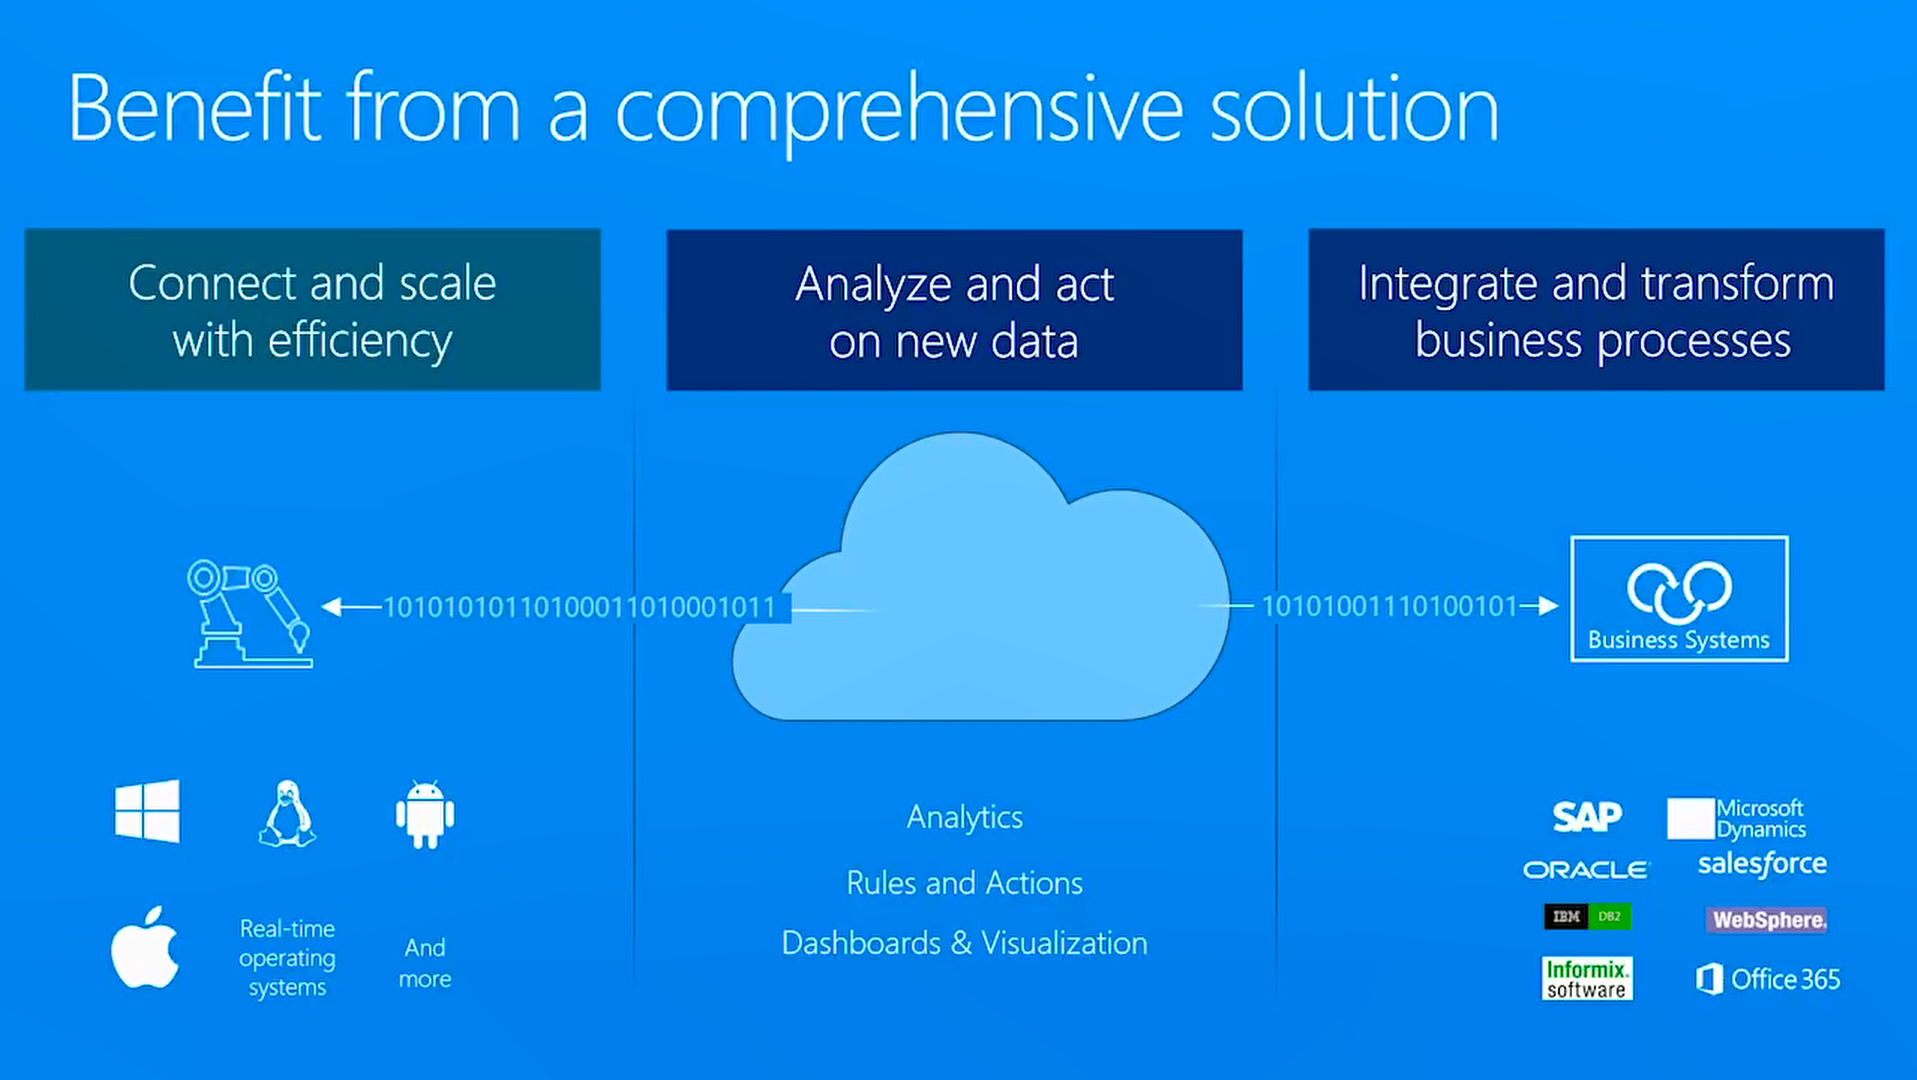 Benefit from a comprehensive solution
Connect and scale
with efficiency
Analyze and act
on new data
Integrate and transform
business processes
10101010110100011010001011
10101001110100101
Business Systems
Real-time
operating
systems
And
more
Analytics
Rules and Actions
Dashboards & Visualization
SAP
Microsoft
Dynamics
ORACLE
salesforce
IBM DB2
WebSphere.
Informix.
software
Office 365